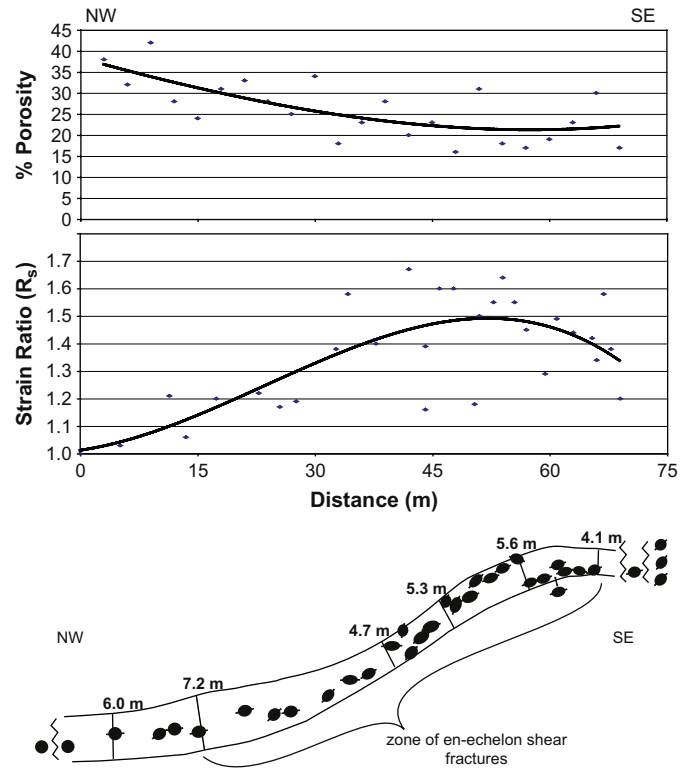 NW SE
45
40
35
30
25
20
15
10
5
0
% Porosity
1.7
1.6
1.5
1.4
1.3
1.2
1.1
1.0
Strain Ratio (Rs)
0 15 30 45 60 75
Distance (m)
5.6 m 4.1 m
5.3 m
4.7 m
NW SE
7.2 m
6.0 m
zone of en-echelon shear
fractures